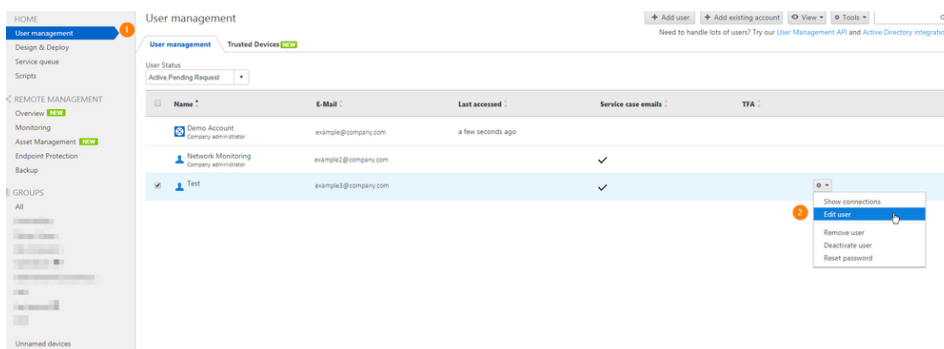 HOME
User management
Design & Deploy
Service queue
Scripts
REMOTE MANAGEMENT
Overview NEW
Monitoring
Asset Management NEW
Endpoint Protection
Backup
GROUPS
All
Unnamed devices
1
User management
+ Add user + Add existing account View Tools
Need to handle lots of users? Try our User Management API and Active Directory integratio
User management Trusted Devices NEW
User Status
Active,Pending Request
Name E-Mail Last accessed Service case emails TFA
Demo Account example@company.com a few seconds ago
Company administrator
Network Monitoring example2@company.com
Company administrator
Test example3@company.com
Show connections
2 Edit user
Remove user
Deactivate user
Reset password